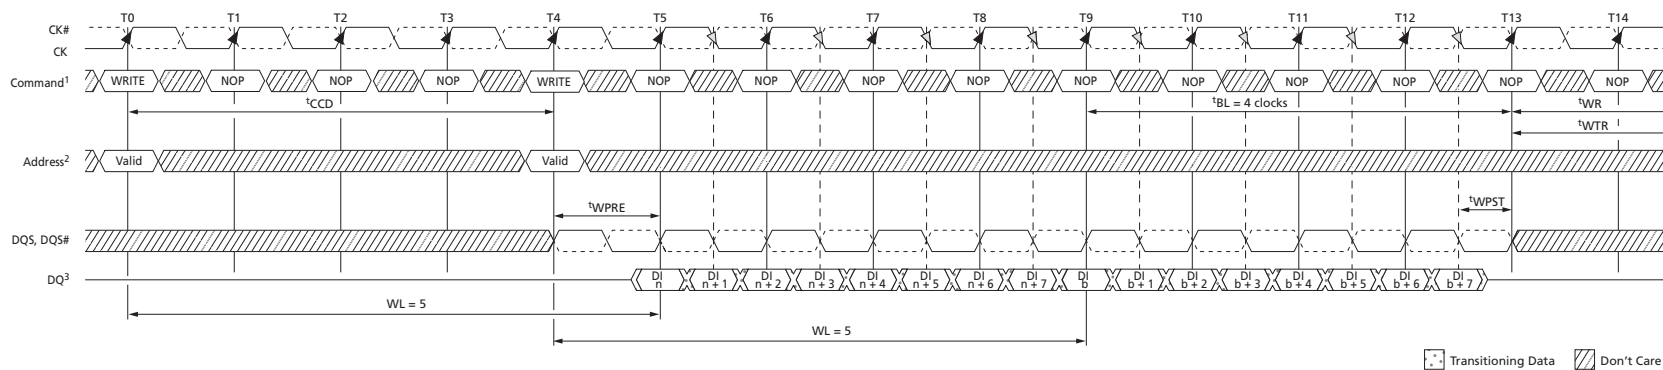 T0 T1 T2 T3 T4 T5 T6 T7 T8 T9 T10 T11 T12 T13 T14
CK#
CK
Command1 WRITE NOP NOP NOP WRITE NOP NOP NOP NOP NOP NOP NOP NOP NOP NOP
tCCD tBL = 4 clocks tWR
tWTR
Address2 Valid Valid
tWPRE tWPST
DQS, DQS#
DQ3 DI n DI n + 1 DI n + 2 DI n + 3 DI n + 4 DI n + 5 DI n + 6 DI n + 7 DI b DI b + 1 DI b + 2 DI b + 3 DI b + 4 DI b + 5 DI b + 6 DI b + 7
WL = 5
WL = 5
Transitioning Data Don't Care